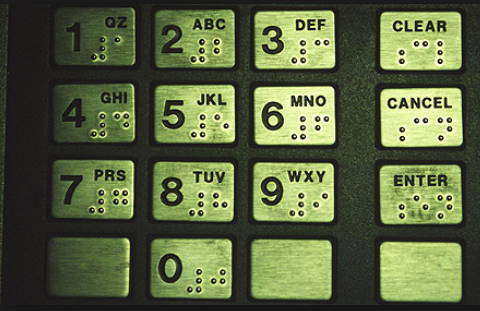 1 QZ 2 ABC 3 DEF CLEAR
4 GHI 5 JKL 6 MNO CANCEL
7 PRS 8 TUV 9 WXY ENTER
0